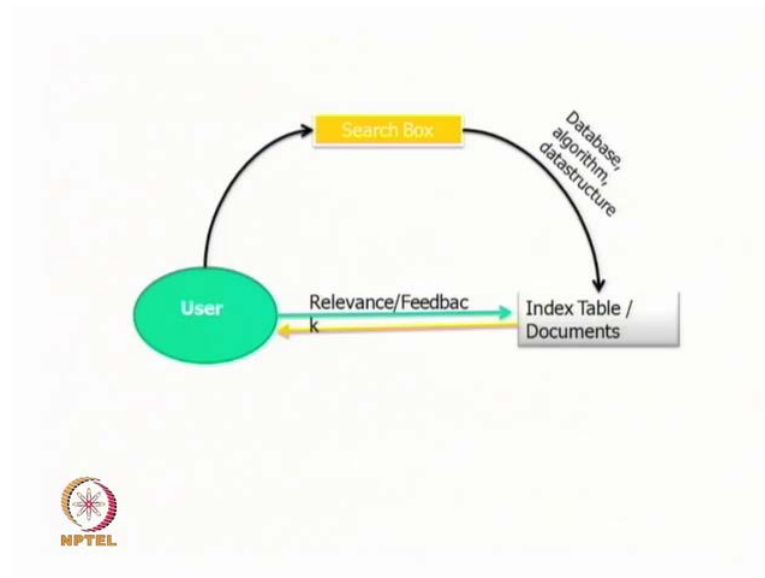 Search Box
Database,
algorithm,
datastructure
User
Relevance/Feedbac
k
Index Table /
Documents
NPTEL